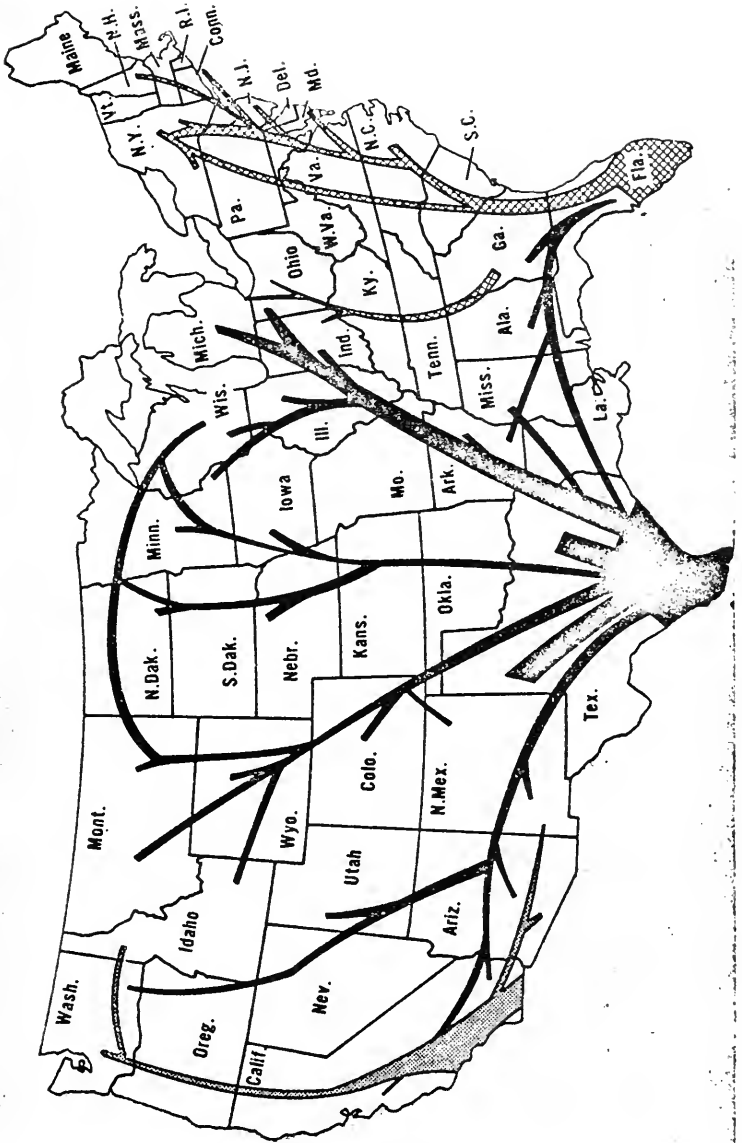 Wash.
Oreg.
Calif
Nev.
Idaho
Utah
Ariz.
Mont.
Wyo.
Colo.
N.Mex.
N.Dak.
S.Dak.
Nebr.
Kans.
Okla.
Tex.
Minn.
Iowa
Mo.
Ark.
La.
Wis.
Ill.
Mich.
Ind.
Ohio
Ky.
Tenn.
Miss.
Ala.
Ga.
Fla.
S.C.
N.C.
Va.
W.Va.
Pa.
N.Y.
Vt.
Maine
N.H.
Mass.
R.I.
Conn.
N.J.
Del.
Md.